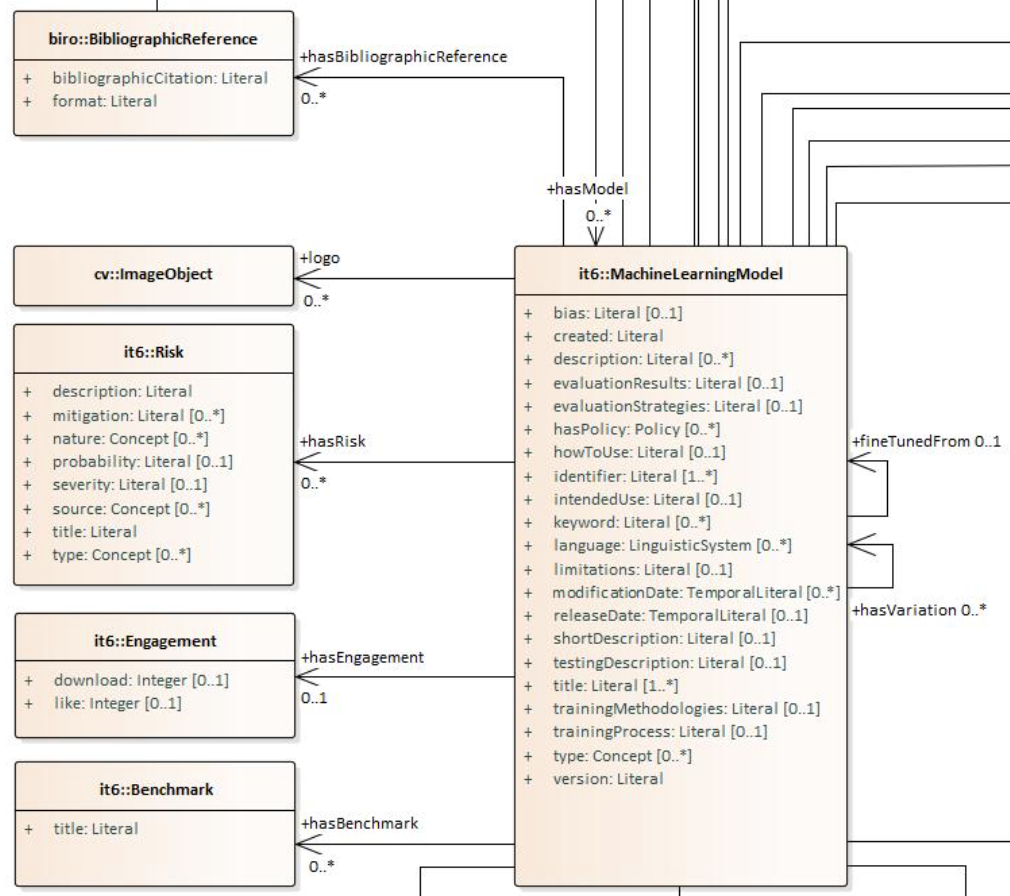 biro::BibliographicReference
+ bibliographicCitation: Literal
+ format: Literal
+hasBibliographicReference
0..*
+hasModel
0..*
cv::ImageObject
+logo
0..*
it6::Risk
+ description: Literal
+ mitigation: Literal [0..*]
+ nature: Concept [0..*]
+ probability: Literal [0..1]
+ severity: Literal [0..1]
+ source: Concept [0..*]
+ title: Literal
+ type: Concept [0..*]
+hasRisk
0..*
it6::Engagement
+ download: Integer [0..1]
+ like: Integer [0..1]
+hasEngagement
0..1
it6::Benchmark
+ title: Literal
+hasBenchmark
0..*
it6::MachineLearningModel
+ bias: Literal [0..1]
+ created: Literal
+ description: Literal [0..*]
+ evaluationResults: Literal [0..1]
+ evaluationStrategies: Literal [0..1]
+ hasPolicy: Policy [0..*]
+ howToUse: Literal [0..1]
+ identifier: Literal [1..*]
+ intendedUse: Literal [0..1]
+ keyword: Literal [0..*]
+ language: LinguisticSystem [0..*]
+ limitations: Literal [0..1]
+ modificationDate: TemporalLiteral [0..*]
+ releaseDate: TemporalLiteral [0..1]
+ shortDescription: Literal [0..1]
+ testingDescription: Literal [0..1]
+ title: Literal [1..*]
+ trainingMethodologies: Literal [0..1]
+ trainingProcess: Literal [0..1]
+ type: Concept [0..*]
+ version: Literal
+fineTunedFrom 0..1
+hasVariation 0..*